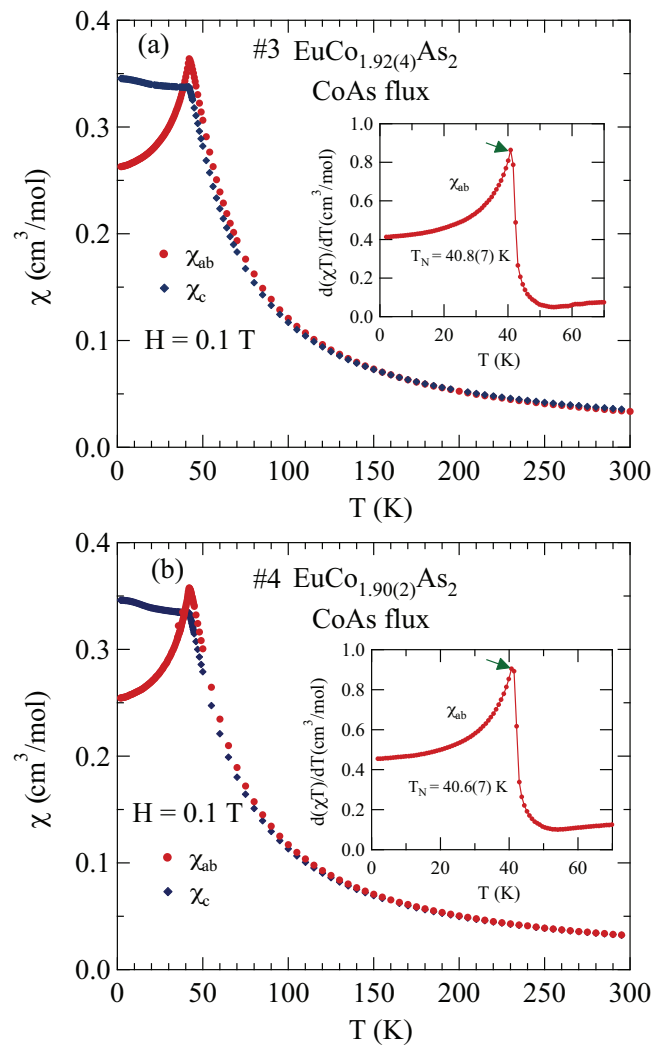 (a)
#3 EuCo1.92(4)As2
CoAs flux
χ (cm3/mol)
0.4
0.3
0.2
0.1
0.0
χab
χc
H = 0.1 T
0 50 100 150 200 250 300
T (K)
d(χT)/dT(cm3/mol)
1.0
0.8
0.6
0.4
0.2
0.0
χab
TN = 40.8(7) K
0 20 40 60
T (K)
(b)
#4 EuCo1.90(2)As2
CoAs flux
χ (cm3/mol)
0.4
0.3
0.2
0.1
0.0
H = 0.1 T
χab
χc
0 50 100 150 200 250 300
T (K)
d(χT)/dT(cm3/mol)
1.0
0.8
0.6
0.4
0.2
0.0
χab
TN = 40.6(7) K
0 20 40 60
T (K)